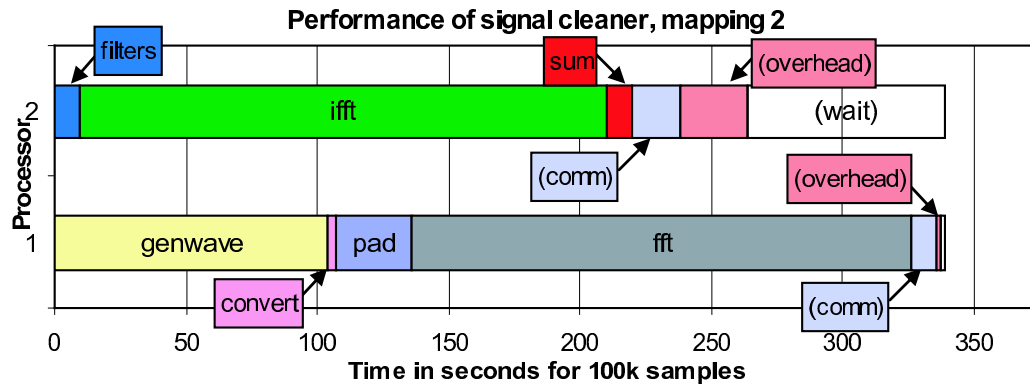 Performance of signal cleaner, mapping 2
filters
sum
(overhead)
2
ifft
(wait)
(comm)
(overhead)
Processor
1
genwave
pad
fft
convert
(comm)
0 50 100 150 200 250 300 350
Time in seconds for 100k samples